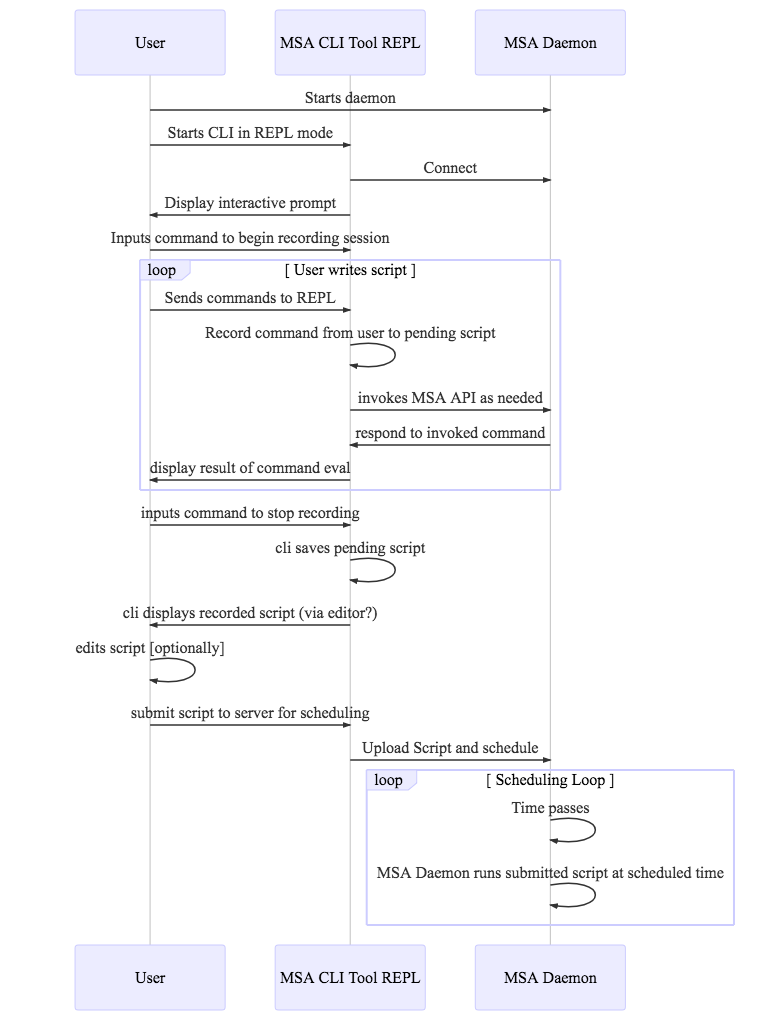 User
MSA CLI Tool REPL
MSA Daemon
Starts daemon
Starts CLI in REPL mode
Connect
Display interactive prompt
Inputs command to begin recording session
loop
[ User writes script ]
Sends commands to REPL
Record command from user to pending script
invokes MSA API as needed
respond to invoked command
display result of command eval
inputs command to stop recording
cli saves pending script
cli displays recorded script (via editor?)
edits script [optionally]
submit script to server for scheduling
Upload Script and schedule
loop
[ Scheduling Loop ]
Time passes
MSA Daemon runs submitted script at scheduled time
User
MSA CLI Tool REPL
MSA Daemon